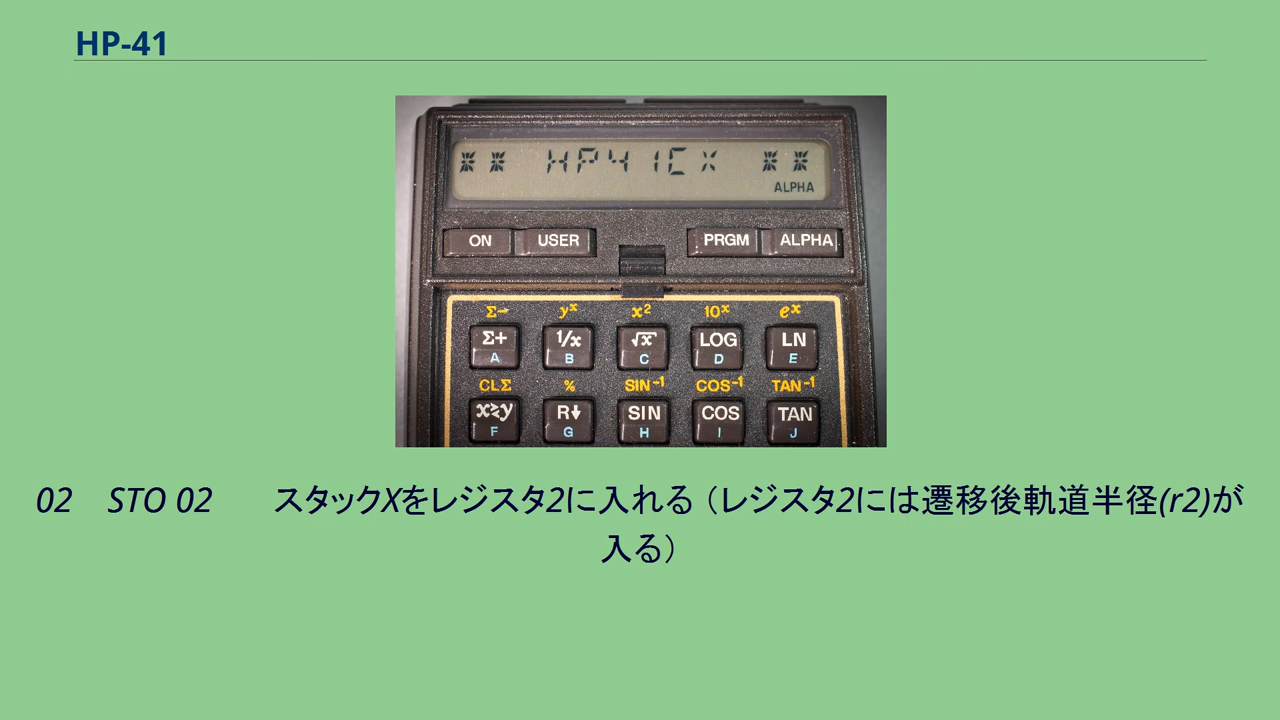 HP-41
** HP41CX **
ALPHA
ON USER PRGM ALPHA
Σ→ yˣ x² 10ˣ eˣ
Σ+ 1/x √x LOG LN
A B C D E
CLΣ % SIN⁻¹ COS⁻¹ TAN⁻¹
x≷y R↓ SIN COS TAN
F G H I J
02 STO 02 スタックXをレジスタ2に入れる（レジスタ2には遷移後軌道半径(r2)が
入る）